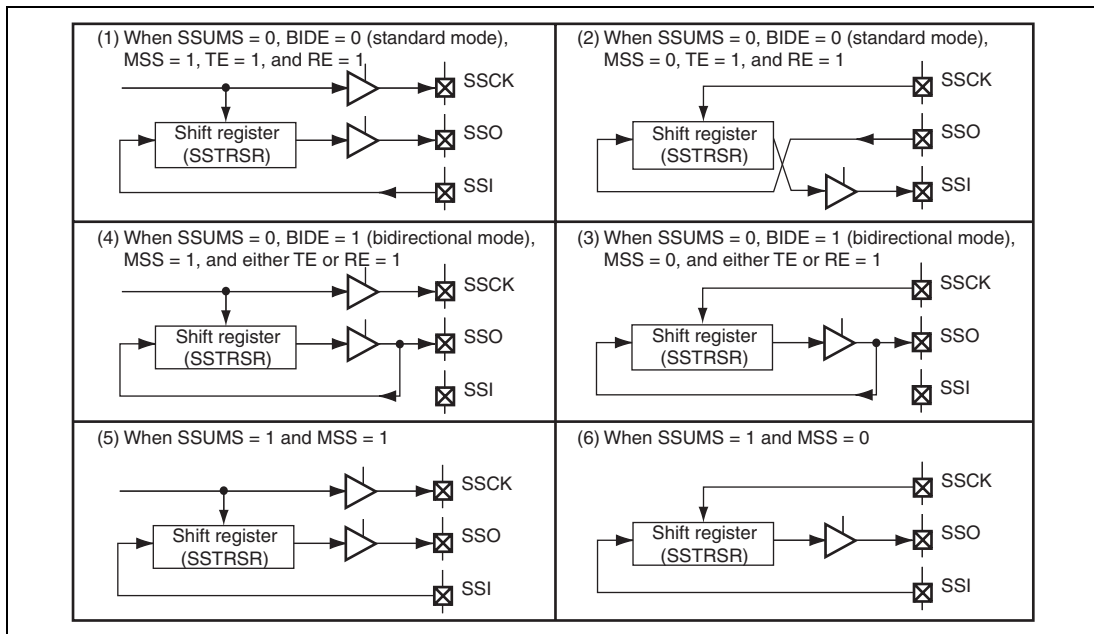 (1) When SSUMS = 0, BIDE = 0 (standard mode),
MSS = 1, TE = 1, and RE = 1
SSCK
Shift register
(SSTRSR)
SSO
SSI
(2) When SSUMS = 0, BIDE = 0 (standard mode),
MSS = 0, TE = 1, and RE = 1
SSCK
Shift register
(SSTRSR)
SSO
SSI
(4) When SSUMS = 0, BIDE = 1 (bidirectional mode),
MSS = 1, and either TE or RE = 1
SSCK
Shift register
(SSTRSR)
SSO
SSI
(3) When SSUMS = 0, BIDE = 1 (bidirectional mode),
MSS = 0, and either TE or RE = 1
SSCK
Shift register
(SSTRSR)
SSO
SSI
(5) When SSUMS = 1 and MSS = 1
SSCK
Shift register
(SSTRSR)
SSO
SSI
(6) When SSUMS = 1 and MSS = 0
SSCK
Shift register
(SSTRSR)
SSO
SSI